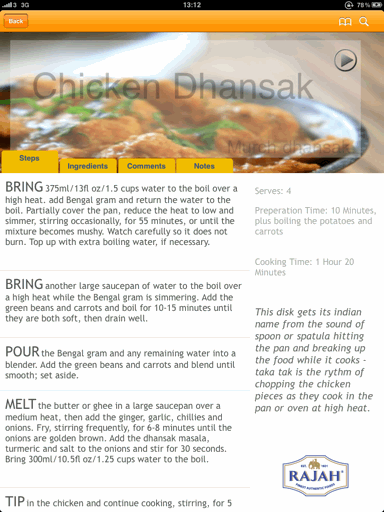 3 3G 13:12 78%
Back
Chicken Dhansak
Murgh dhansak
Steps Ingredients Comments Notes
BRING 375ml/13fl oz/1.5 cups water to the boil over a
high heat. add Bengal gram and return the water to the
boil. Partially cover the pan, reduce the heat to low and
simmer, stirring occasionally, for 55 minutes, or until the
mixture becomes mushy. Watch carefully so it does not
burn. Top up with extra boiling water, if necessary.
BRING another large saucepan of water to the boil over
a high heat while the Bengal gram is simmering. Add the
green beans and carrots and boil for 10-15 minutes until
they are both soft, then drain well.
POUR the Bengal gram and any remaining water into a
blender. Add the green beans and carrots and blend until
smooth; set aside.
MELT the butter or ghee in a large saucepan over a
medium heat, then add the ginger, garlic, chillies and
onions. Fry, stirring frequently, for 6-8 minutes until the
onions are golden brown. Add the dhansak masala,
turmeric and salt to the onions and stir for 30 seconds.
Bring 300ml/10.5fl oz/1.25 cups water to the boil.
TIP in the chicken and continue cooking, stirring, for 5
Serves: 4
Preperation Time: 10 Minutes,
plus boiling the potatoes and
carrots
Cooking Time: 1 Hour 20
Minutes
This disk gets its indian
name from the sound of
spoon or spatula hitting
the pan and breaking up
the food while it cooks -
taka tak is the rythm of
chopping the chicken
pieces as they cook in the
pan or oven at high heat.
RAJAH